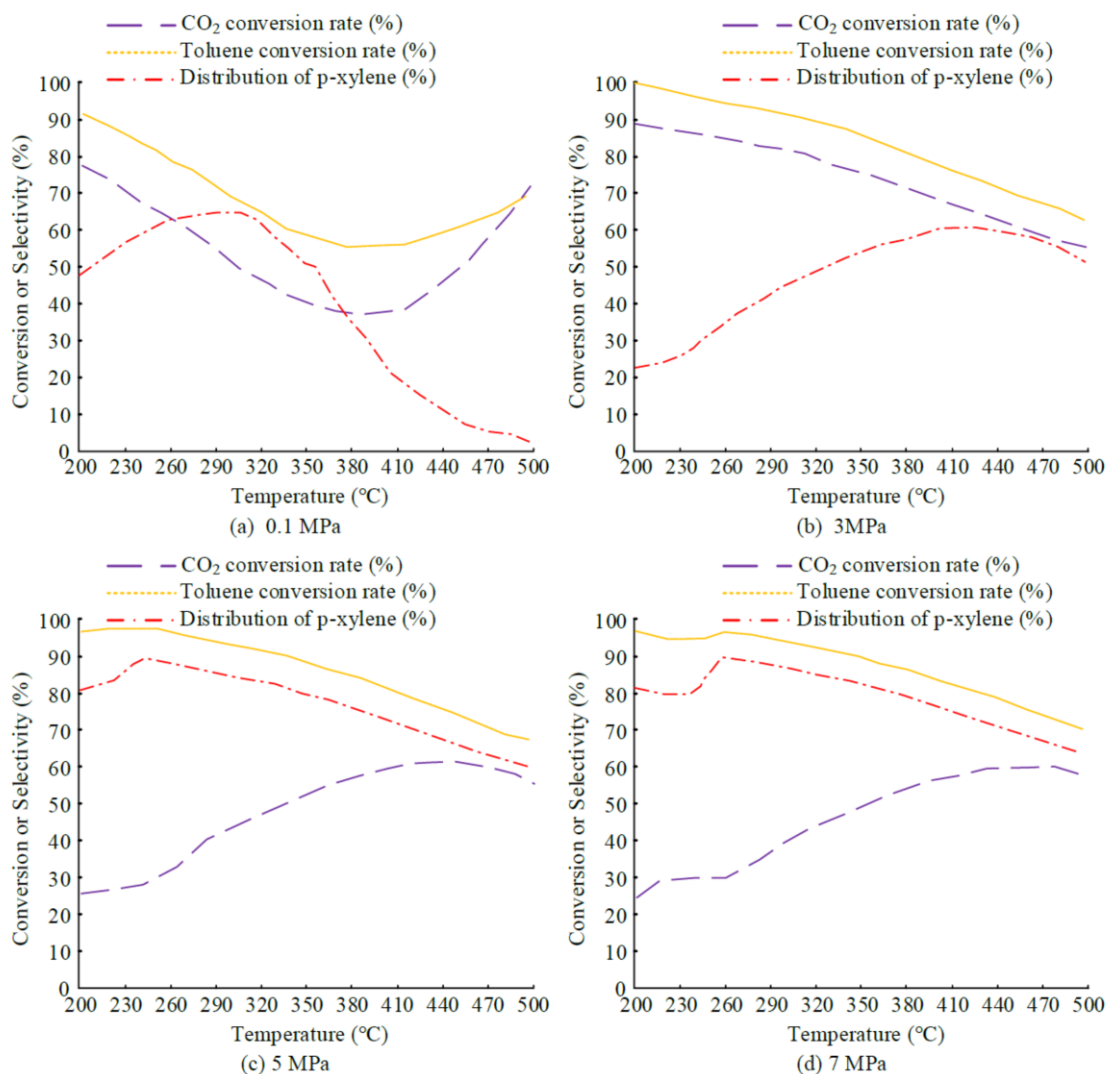 CO₂ conversion rate (%)
Toluene conversion rate (%)
Distribution of p-xylene (%)
100
90
80
70
60
50
40
30
20
10
0
Conversion or Selectivity (%)
200 230 260 290 320 350 380 410 440 470 500
Temperature (°C)
(a) 0.1 MPa
CO₂ conversion rate (%)
Toluene conversion rate (%)
Distribution of p-xylene (%)
100
90
80
70
60
50
40
30
20
10
0
Conversion or Selectivity (%)
200 230 260 290 320 350 380 410 440 470 500
Temperature (°C)
(b) 3MPa
CO₂ conversion rate (%)
Toluene conversion rate (%)
Distribution of p-xylene (%)
100
90
80
70
60
50
40
30
20
10
0
Conversion or Selectivity (%)
200 230 260 290 320 350 380 410 440 470 500
Temperature (°C)
(c) 5 MPa
CO₂ conversion rate (%)
Toluene conversion rate (%)
Distribution of p-xylene (%)
100
90
80
70
60
50
40
30
20
10
0
Conversion or Selectivity (%)
200 230 260 290 320 350 380 410 440 470 500
Temperature (°C)
(d) 7 MPa